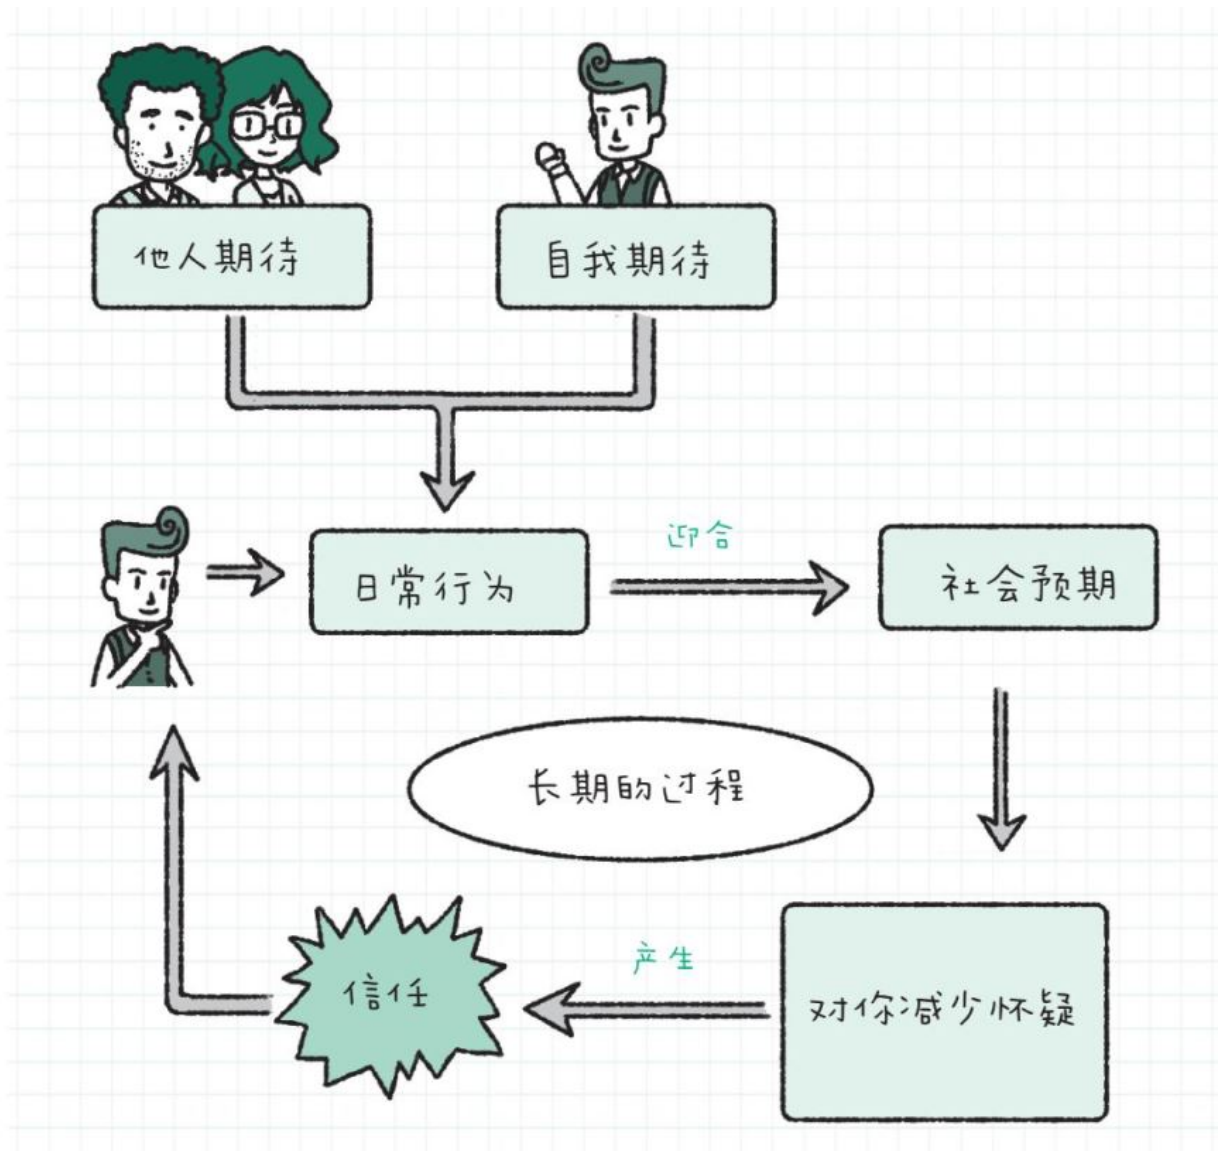 他人期待
自我期待
日常行为
迎合
社会预期
长期的过程
信任
产生
对你减少怀疑